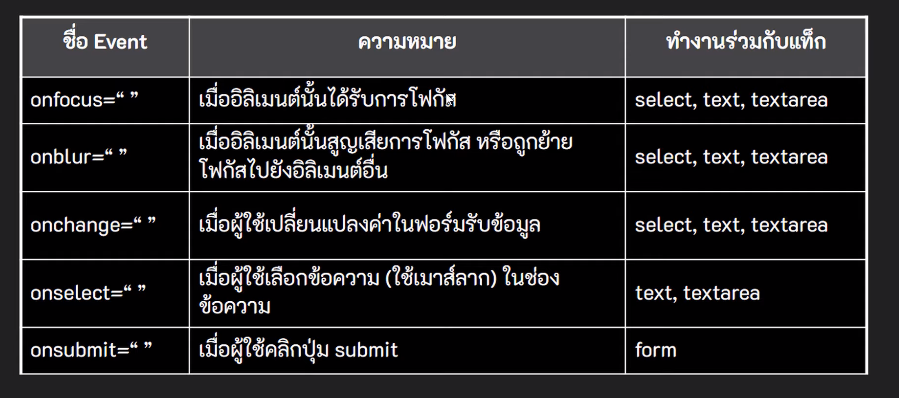 ชื่อ Event
ความหมาย
ทำงานร่วมกับแท็ก
onfocus=“ ”
เมื่ออิลิเมนต์นั้นได้รับการโฟกัส
select, text, textarea
onblur=“ ”
เมื่ออิลิเมนต์นั้นสูญเสียการโฟกัส หรือถูกย้าย
โฟกัสไปยังอิลิเมนต์อื่น
select, text, textarea
onchange=“ ”
เมื่อผู้ใช้เปลี่ยนแปลงค่าในฟอร์มรับข้อมูล
select, text, textarea
onselect=“ ”
เมื่อผู้ใช้เลือกข้อความ (ใช้เมาส์ลาก) ในช่อง
ข้อความ
text, textarea
onsubmit=“ ”
เมื่อผู้ใช้คลิกปุ่ม submit
form